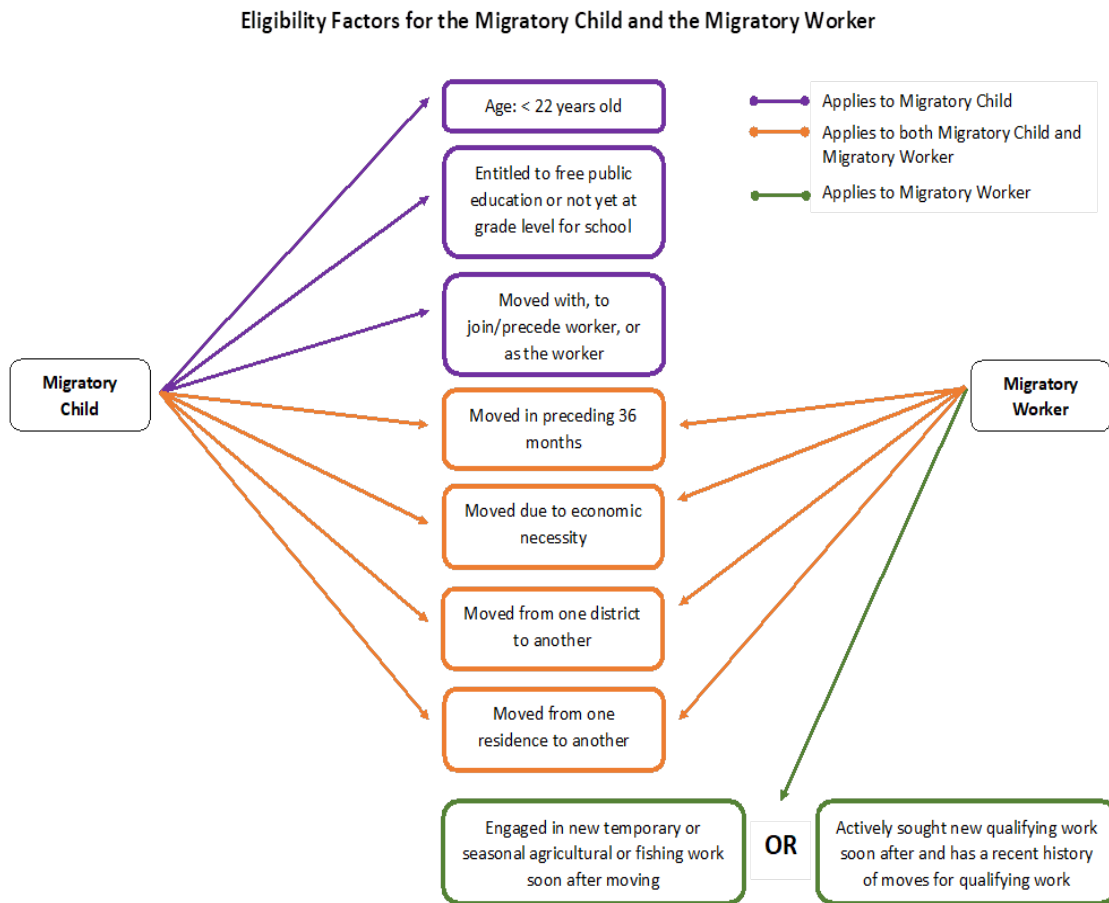 Eligibility Factors for the Migratory Child and the Migratory Worker
Age: < 22 years old
Entitled to free public
education or not yet at
grade level for school
Moved with, to
join/precede worker, or
as the worker
Applies to Migratory Child
Applies to both Migratory Child and
Migratory Worker
Applies to Migratory Worker
Migratory
Child
Moved in preceding 36
months
Moved due to economic
necessity
Moved from one district
to another
Moved from one
residence to another
Migratory
Worker
Engaged in new temporary or
seasonal agricultural or fishing work
soon after moving
OR
Actively sought new qualifying work
soon after and has a recent history
of moves for qualifying work